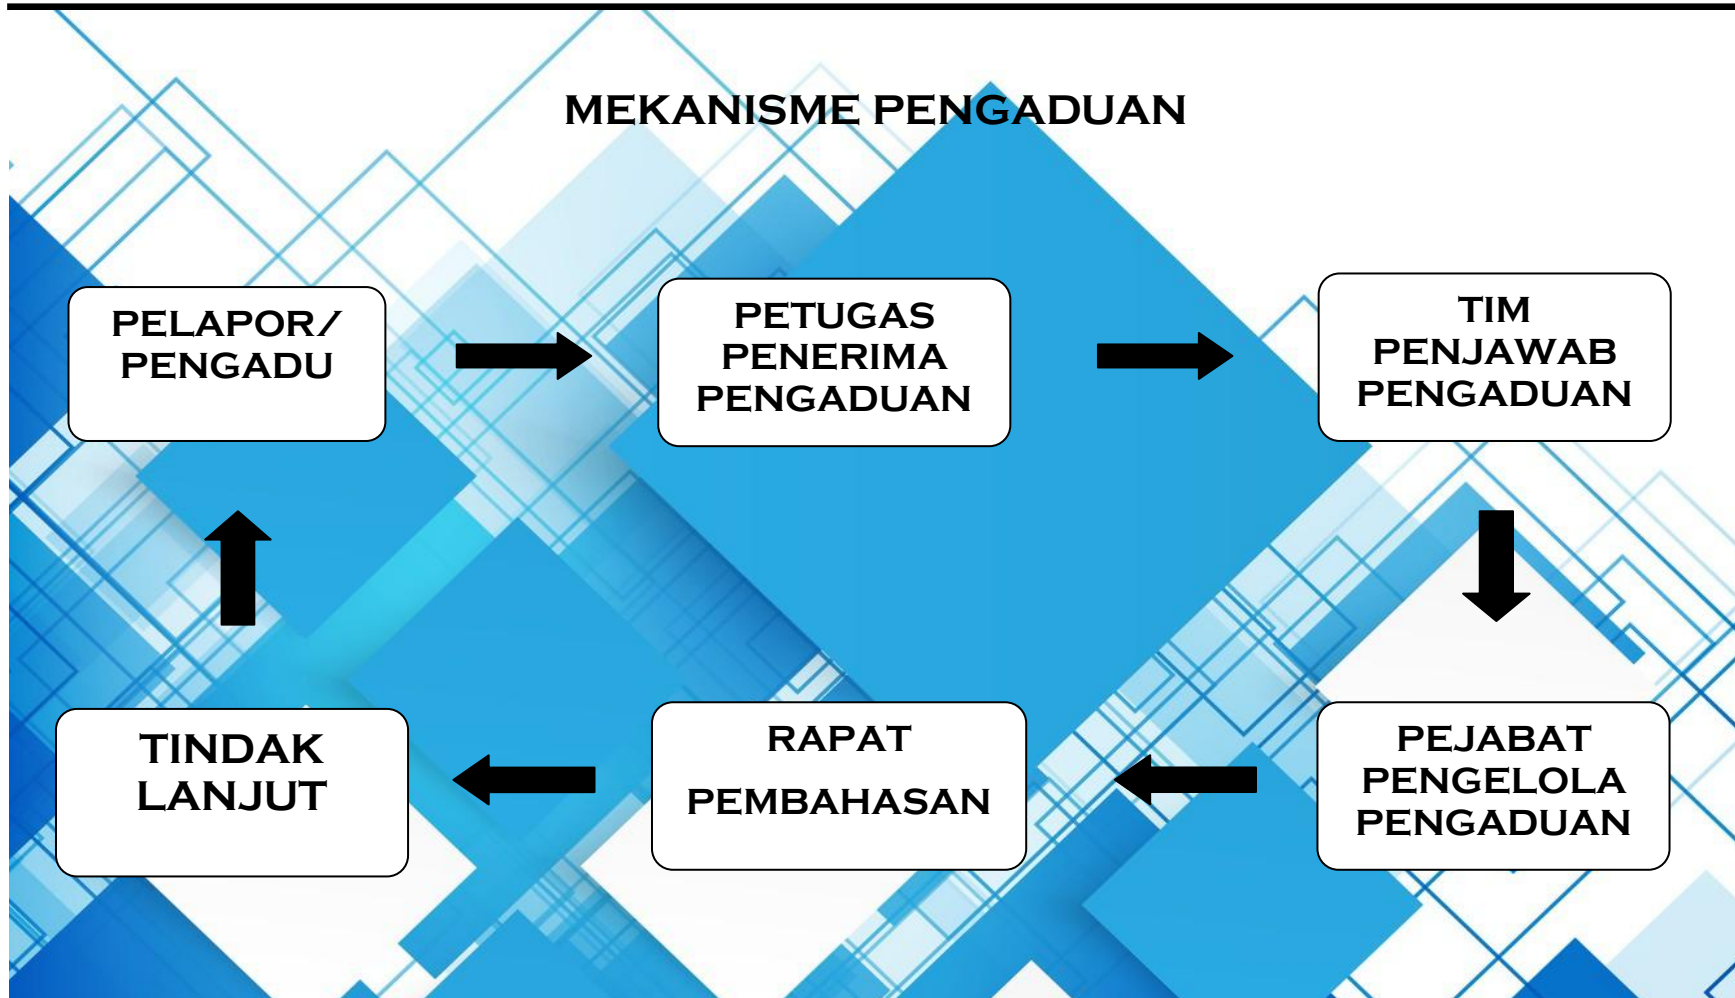 MEKANISME PENGADUAN
PELAPOR/
PENGADU
PETUGAS
PENERIMA
PENGADUAN
TIM
PENJAWAB
PENGADUAN
PEJABAT
PENGELOLA
PENGADUAN
RAPAT
PEMBAHASAN
TINDAK
LANJUT